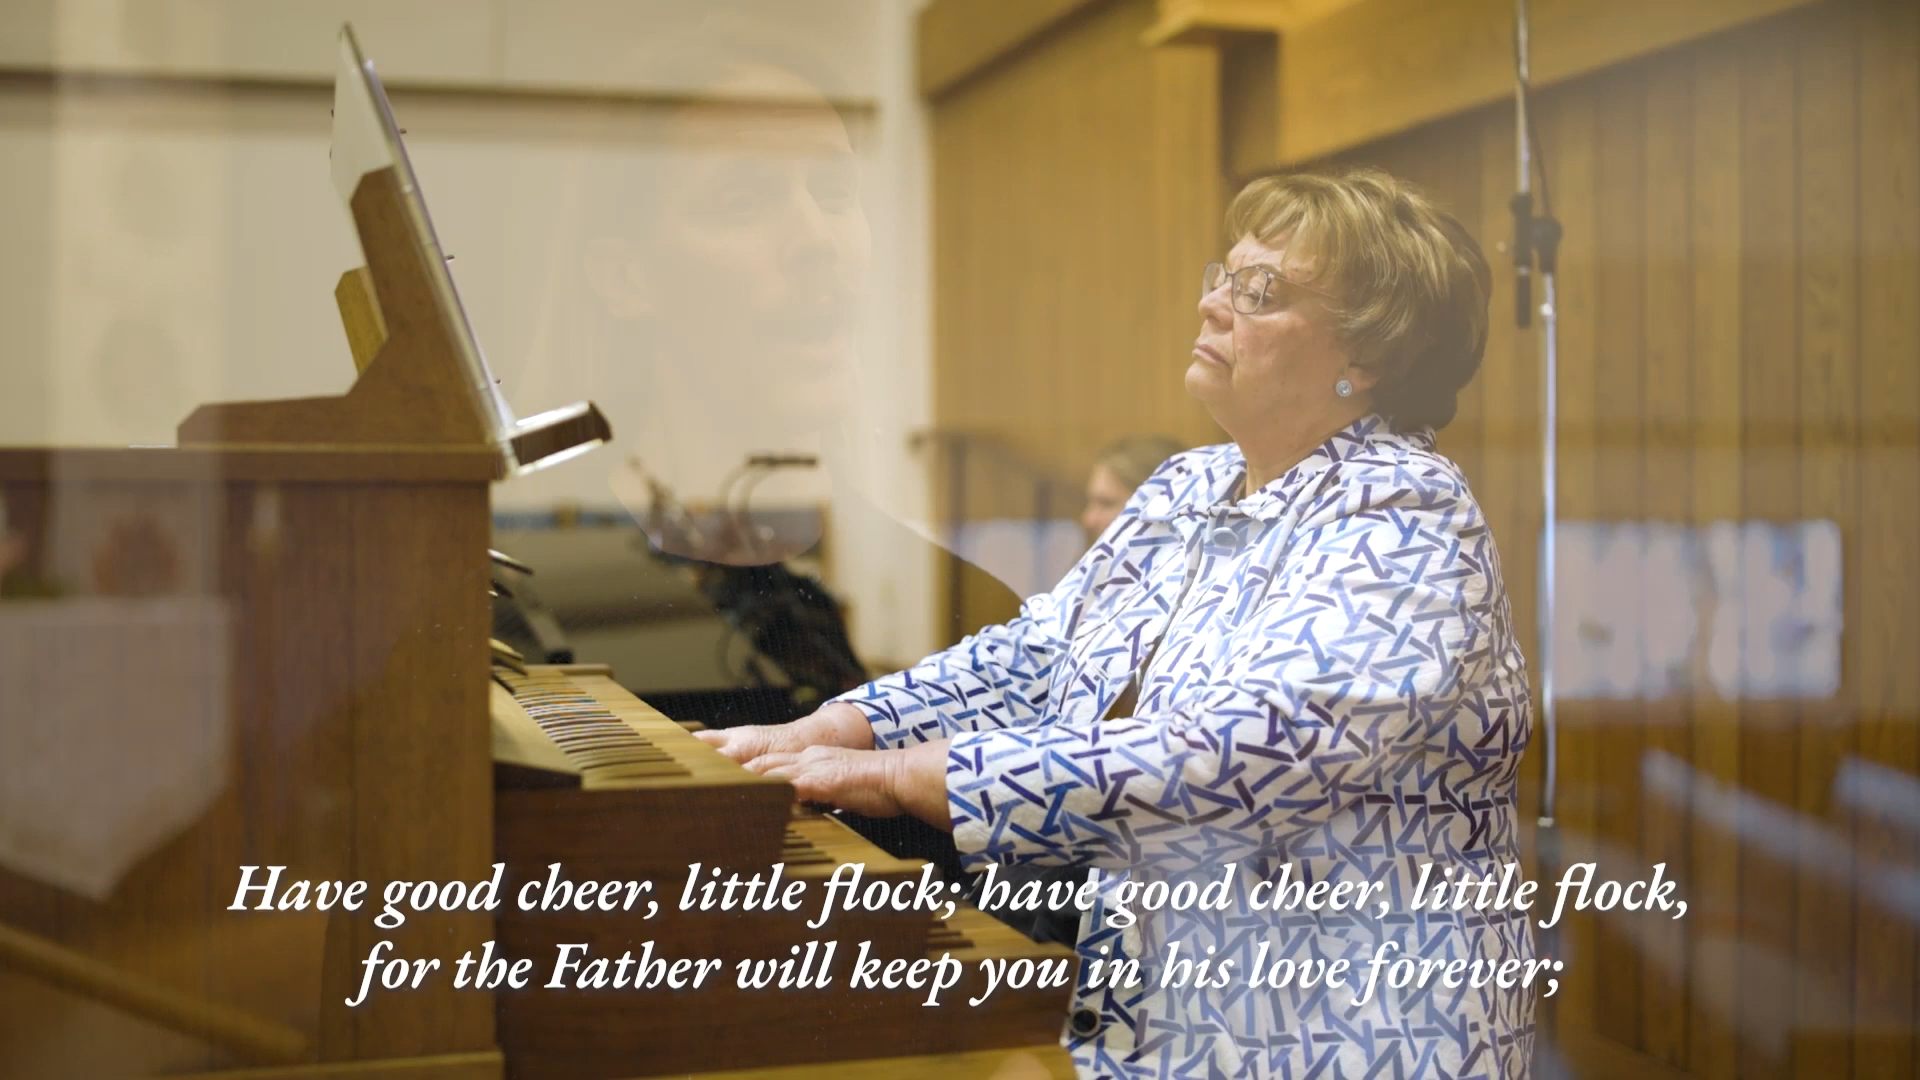 Have good cheer, little flock; have good cheer, little flock,
for the Father will keep you in his love forever;